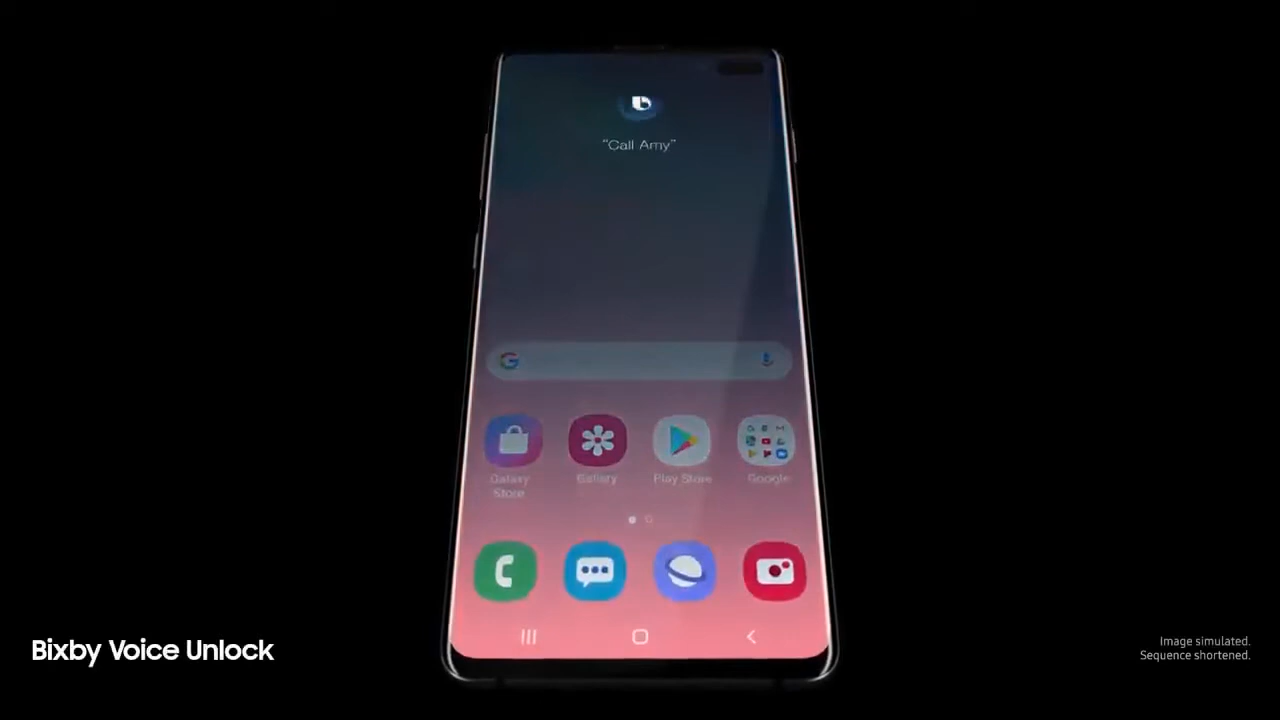 "Call Amy"
Galaxy
Store
Gallery
Play Store
Google
Bixby Voice Unlock
Image simulated.
Sequence shortened.